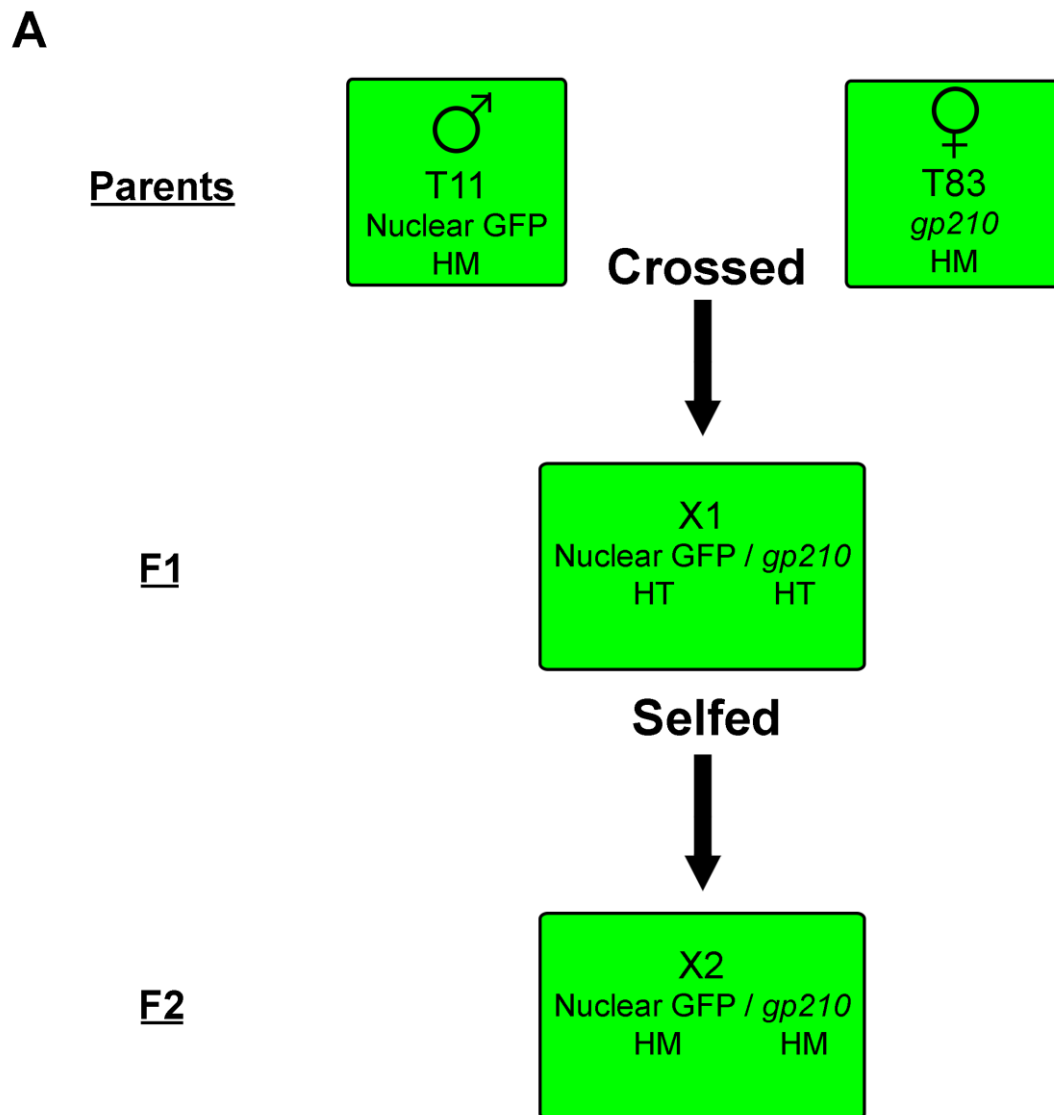 A
Parents
T11
Nuclear GFP
HM
T83
gp210
HM
Crossed
F1
X1
Nuclear GFP / gp210
HT HT
Selfed
F2
X2
Nuclear GFP / gp210
HM HM